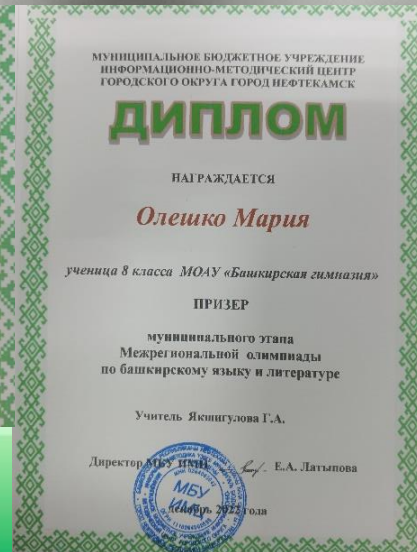 МУНИЦИПАЛЬНОЕ БЮДЖЕТНОЕ УЧРЕЖДЕНИЕ
ИНФОРМАЦИОННО-МЕТОДИЧЕСКИЙ ЦЕНТР
ГОРОДСКОГО ОКРУГА ГОРОД НЕФТЕКАМСК
ДИПЛОМ
НАГРАЖДАЕТСЯ
Олешко Мария
ученица 8 класса МОАУ «Башкирская гимназия»
ПРИЗЕР
муниципального этапа
Межрегиональной олимпиады
по башкирскому языку и литературе
Учитель Якшигулова Г.А.
Директор МБУ ИМЦ Е.А. Латыпова
МБУ
ИМЦ
декабрь 2022 года